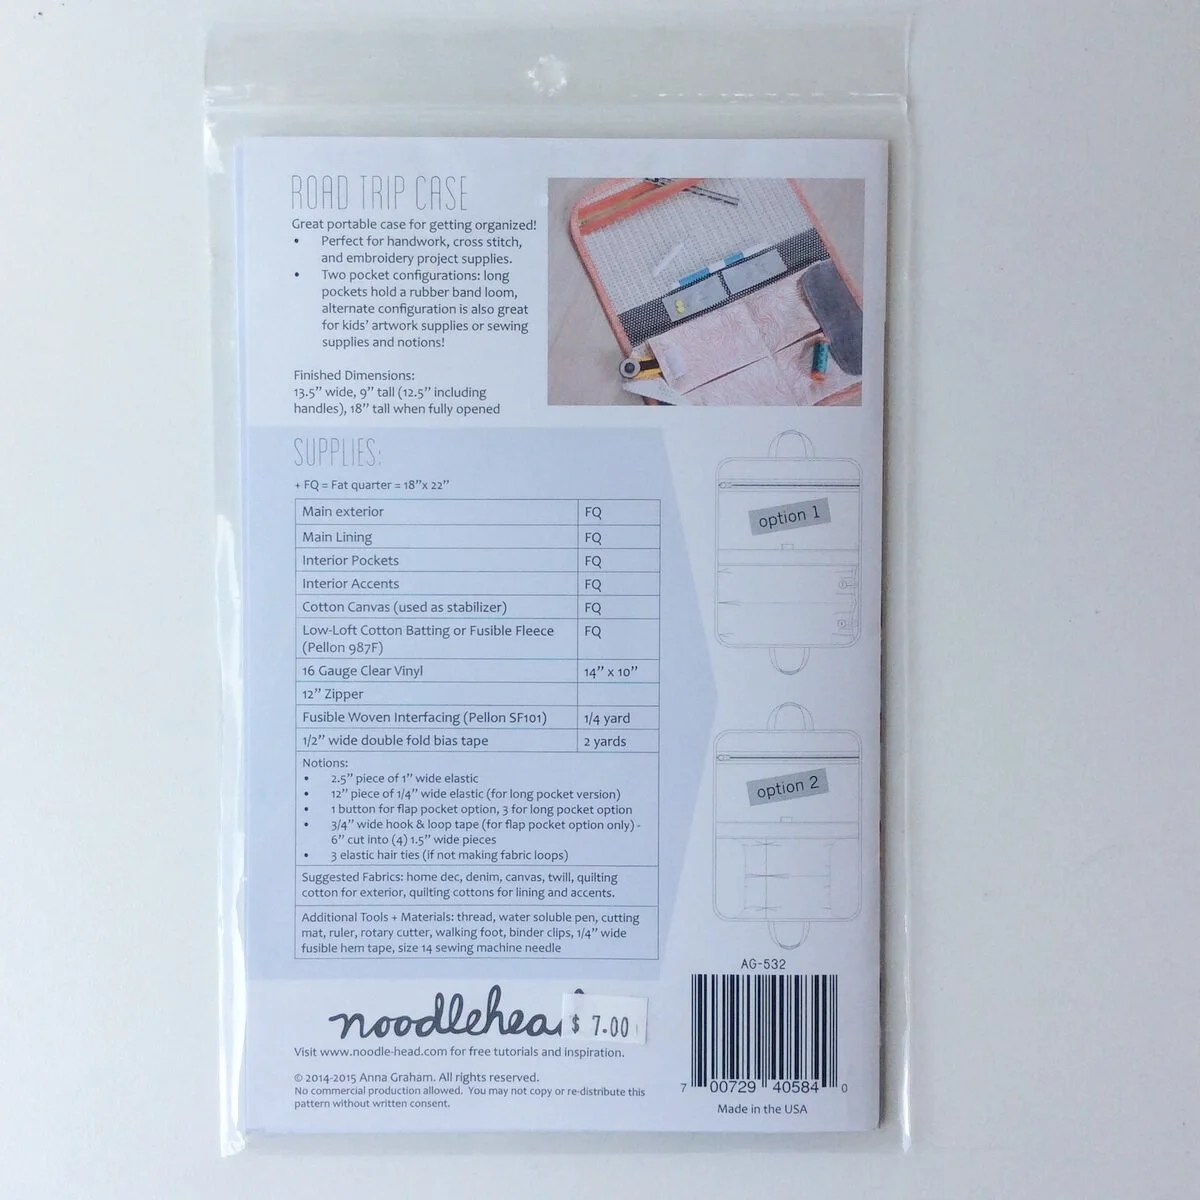 ROAD TRIP CASE
Great portable case for getting organized!
• Perfect for handwork, cross stitch,
and embroidery project supplies.
• Two pocket configurations: long
pockets hold a rubber band loom,
alternate configuration is also great
for kids' artwork supplies or sewing
supplies and notions!
Finished Dimensions:
13.5" wide, 9" tall (12.5" including
handles), 18" tall when fully opened
SUPPLIES:
+ FQ = Fat quarter = 18"x 22"
Main exterior FQ
Main Lining FQ
Interior Pockets FQ
Interior Accents FQ
Cotton Canvas (used as stabilizer) FQ
Low-Loft Cotton Batting or Fusible Fleece FQ
(Pellon 987F)
16 Gauge Clear Vinyl 14" x 10"
12" Zipper
Fusible Woven Interfacing (Pellon SF101) 1/4 yard
1/2" wide double fold bias tape 2 yards
Notions:
• 2.5" piece of 1" wide elastic
• 12" piece of 1/4" wide elastic (for long pocket version)
• 1 button for flap pocket option, 3 for long pocket option
• 3/4" wide hook & loop tape (for flap pocket option only) -
6" cut into (4) 1.5" wide pieces
• 3 elastic hair ties (if not making fabric loops)
Suggested Fabrics: home dec, denim, canvas, twill, quilting
cotton for exterior, quilting cottons for lining and accents.
Additional Tools + Materials: thread, water soluble pen, cutting
mat, ruler, rotary cutter, walking foot, binder clips, 1/4" wide
fusible hem tape, size 14 sewing machine needle
option 1
option 2
noodlehea
$ 7.00
Visit www.noodle-head.com for free tutorials and inspiration.
© 2014-2015 Anna Graham. All rights reserved.
No commercial production allowed. You may not copy or re-distribute this
pattern without written consent.
AG-532
7 00729 40584 0
Made in the USA